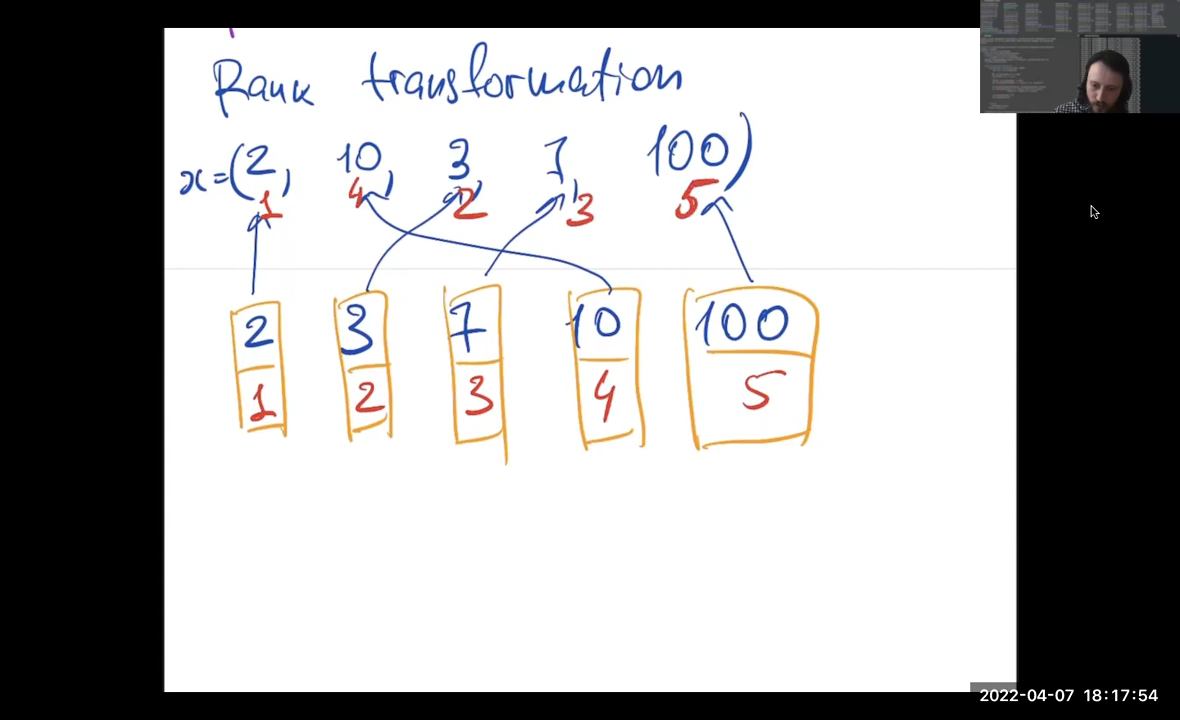 Rank transformation
x=(2, 10, 3, 7, 100)
1 4 2 3 5
2 3 7 10 100
1 2 3 4 5
2022-04-07 18:17:54